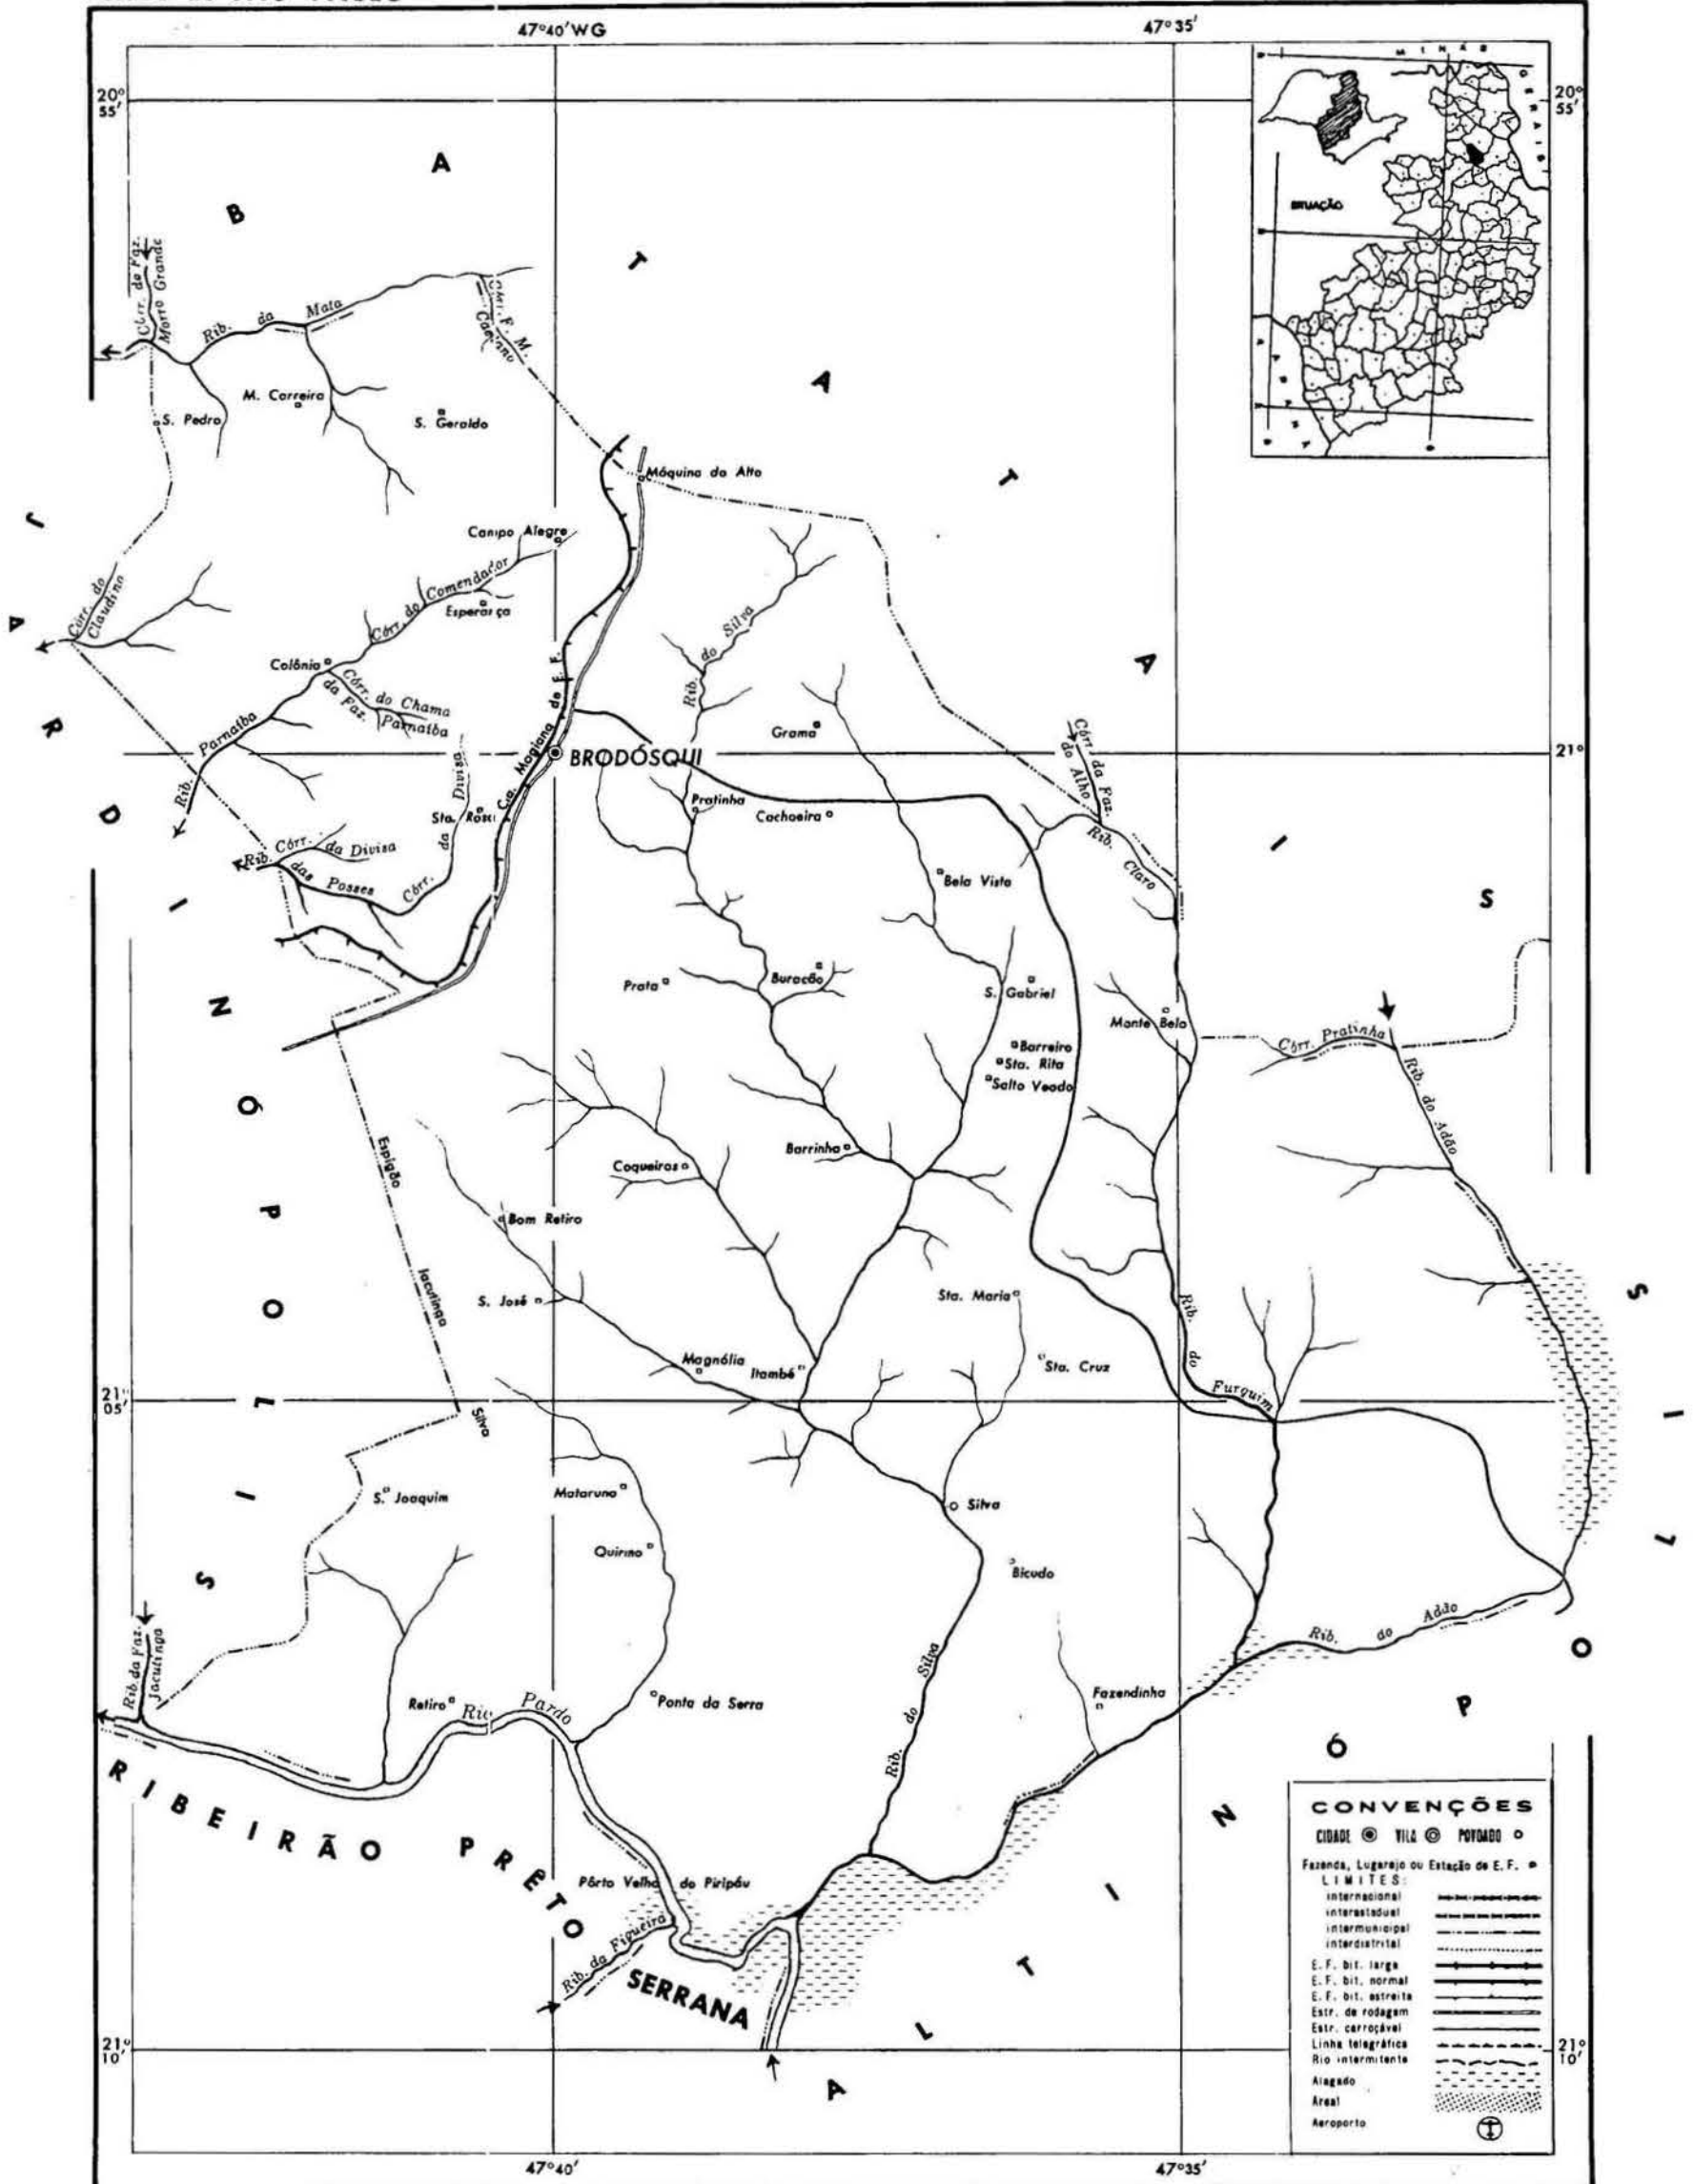 47°40'WG
47°35'
20°
55'
20°
55'
MINAS
GERAIS
SITUAÇÃO
BATATAIS
Córr. da Faz.
Morro Grande
Rib. da Mata
Córr. F. M.
Caetano
M. Carreira
S. Pedro
S. Geraldo
Máquina do Alto
Campo Alegre
Córr. do Comendador
Esperança
Córr. do
Claudino
JARDINÓPOLIS
Colônia
Córr. do Chama
da Faz. Parnaíba
Rib. Parnaíba
Rib. do Silva
Grama
Cia. Mogiana de E. F.
BRODÓSQUI
21°
Córr. da Faz.
do Alho
Pratinha
Cachoeira
Sta. Rosa
Córr. da Divisa
Rib. das Posses
Córr. da Divisa
Rib. Claro
Bela Vista
Prata
Buracão
S. Gabriel
Monte Belo
Barreiro
Sta. Rita
Salto Veado
Córr. Pratinha
Rib. do Adão
Espigão
Jacutinga
Silva
Coqueiros
Barrinha
Bom Retiro
S. José
Sta. Maria
Magnólia
Itambé
Sta. Cruz
Rib. do Furquim
21°
05'
S. Joaquim
Mataruna
Silva
Quirino
Bicudo
Rib. da Faz.
Jacutinga
Retiro
Rio Pardo
Ponta da Serra
Rib. do Silva
Fazendinha
Rib. do Adão
ALTINÓPOLIS
RIBEIRÃO PRETO
Pôrto Velho do Piripáu
Rib. da Figueira
SERRANA
21°
10'
21°
10'
CONVENÇÕES
CIDADE VILA POVOADO
Fazenda, Lugarejo ou Estação de E. F.
LIMITES:
internacional
interestadual
intermunicipal
interdistrital
E. F. bit. larga
E. F. bit. normal
E. F. bit. estreita
Estr. de rodagem
Estr. carroçável
Linha telegráfica
Rio intermitente
Alagado
Areal
Aeroporto
47°40'
47°35'